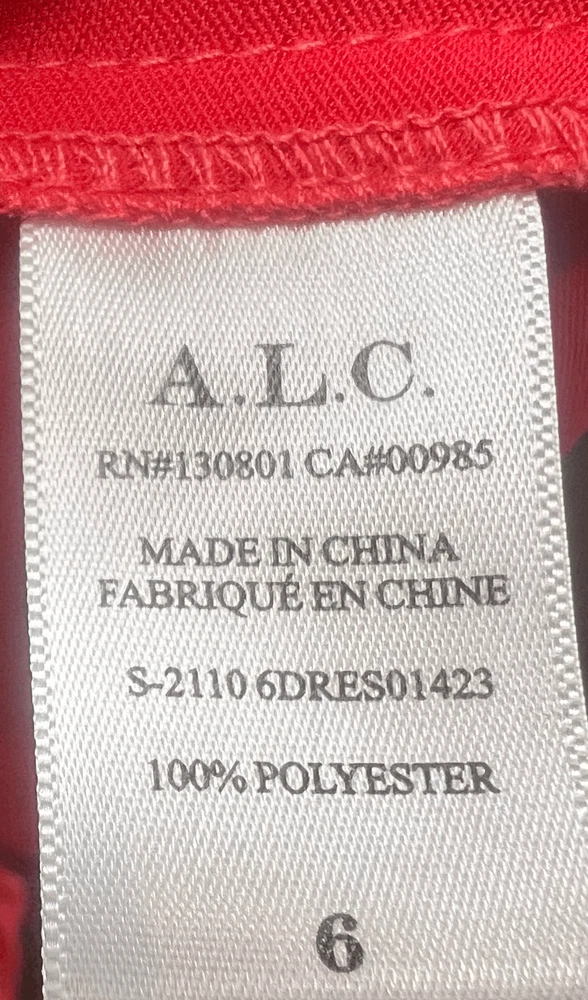 A.L.C.
RN#130801 CA#00985
MADE IN CHINA
FABRIQUÉ EN CHINE
S-2110 6DRES01423
100% POLYESTER
6